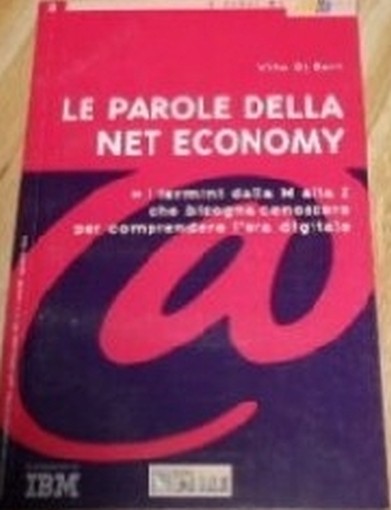 Vito Di Bari
LE PAROLE DELLA
NET ECONOMY
I termini dalla M alla Z
che bisogna conoscere
per comprendere l'era digitale
IBM